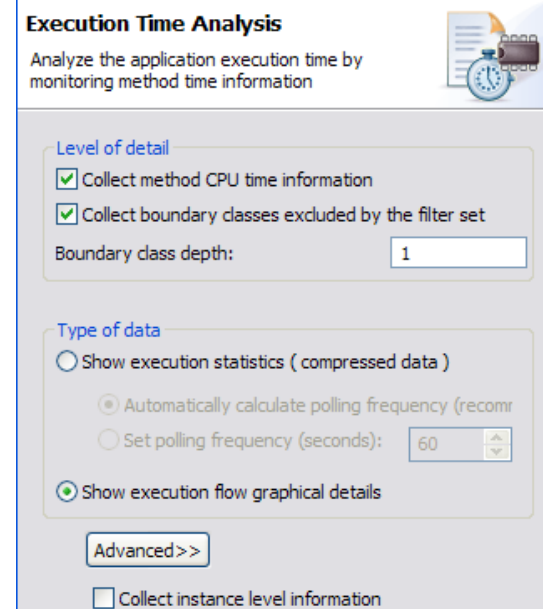 Execution Time Analysis
Analyze the application execution time by
monitoring method time information
Level of detail
Collect method CPU time information
Collect boundary classes excluded by the filter set
Boundary class depth: 1
Type of data
Show execution statistics ( compressed data )
Automatically calculate polling frequency (recomr
Set polling frequency (seconds): 60
Show execution flow graphical details
Advanced>>
Collect instance level information